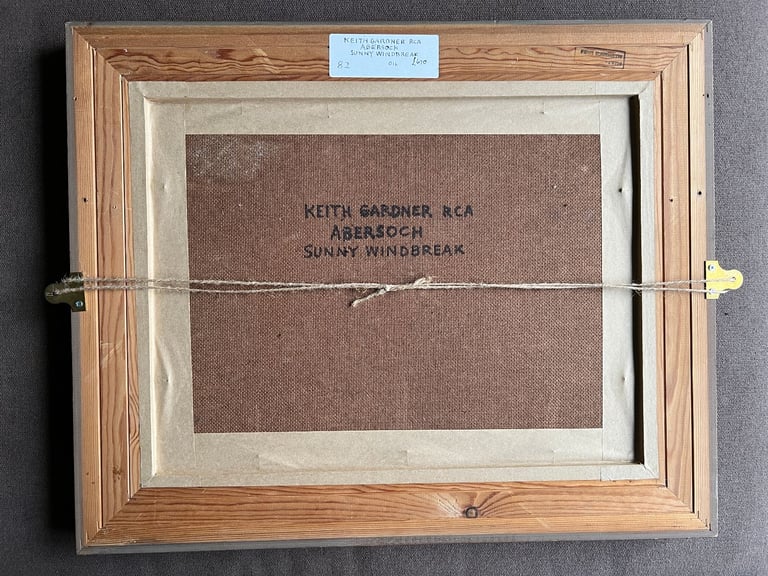 KEITH GARDNER RCA
ABERSOCH
SUNNY WINDBREAK
82 OIL
KEITH GARDNER RCA
ABERSOCH
SUNNY WINDBREAK